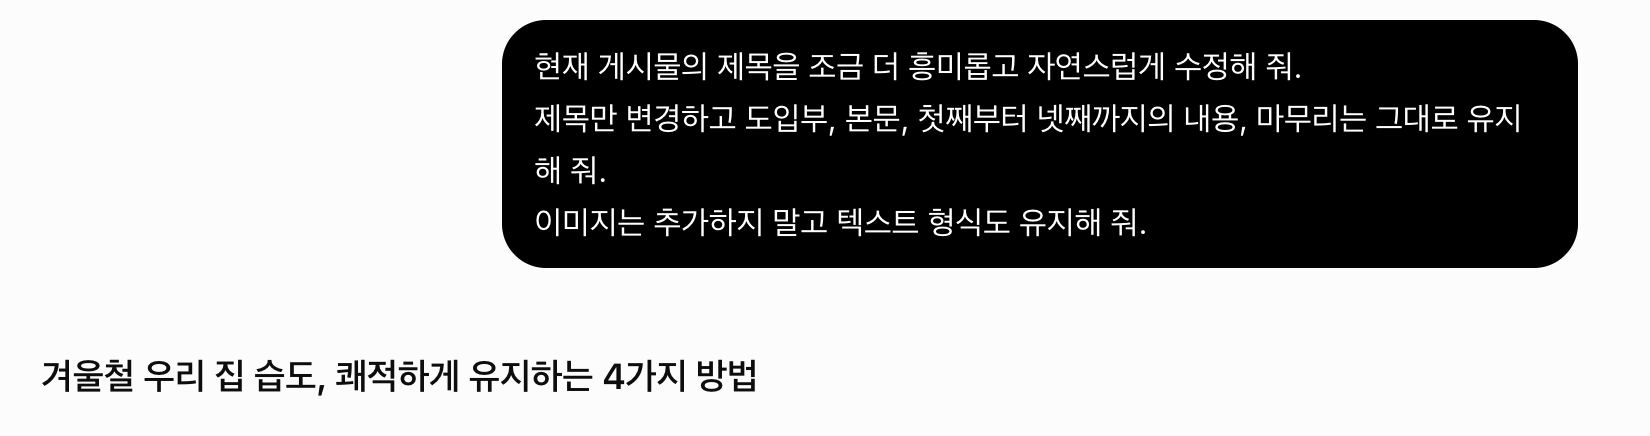 현재 게시물의 제목을 조금 더 흥미롭고 자연스럽게 수정해 줘.
제목만 변경하고 도입부, 본문, 첫째부터 넷째까지의 내용, 마무리는 그대로 유지
해 줘.
이미지는 추가하지 말고 텍스트 형식도 유지해 줘.
겨울철 우리 집 습도, 쾌적하게 유지하는 4가지 방법